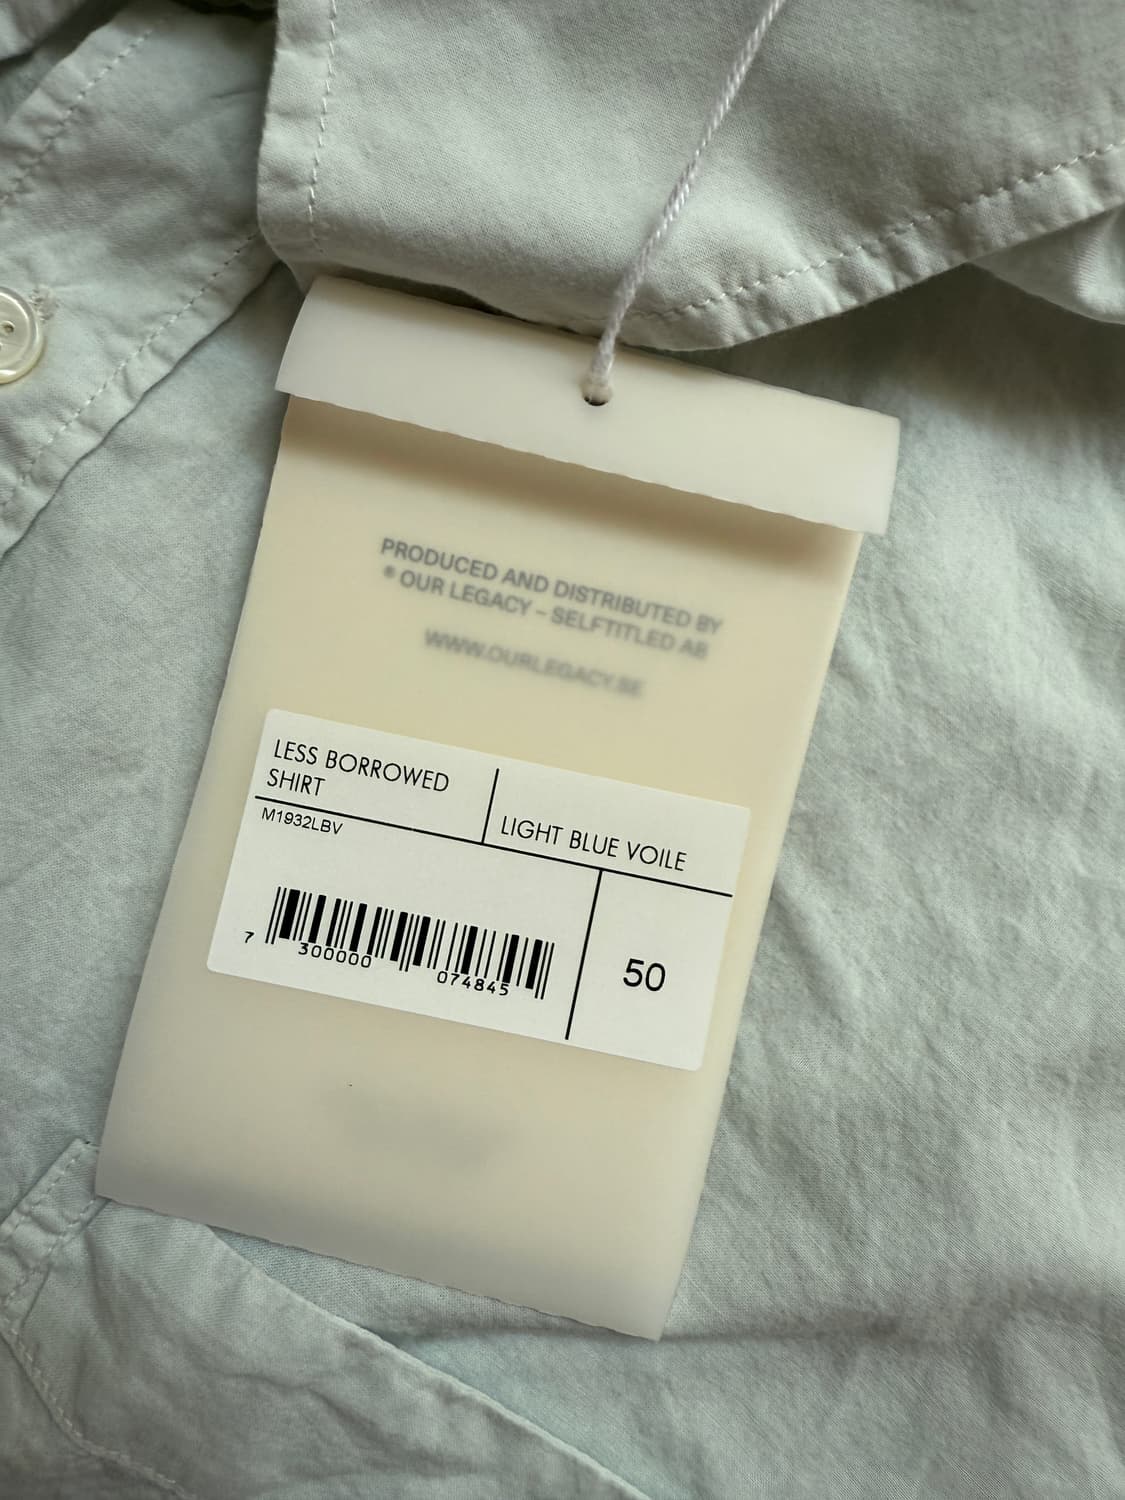 PRODUCED AND DISTRIBUTED BY
® OUR LEGACY – SELFTITLED AB
WWW.OURLEGACY.SE
LESS BORROWED
SHIRT
LIGHT BLUE VOILE
M1932LBV
7 300000 074845
50